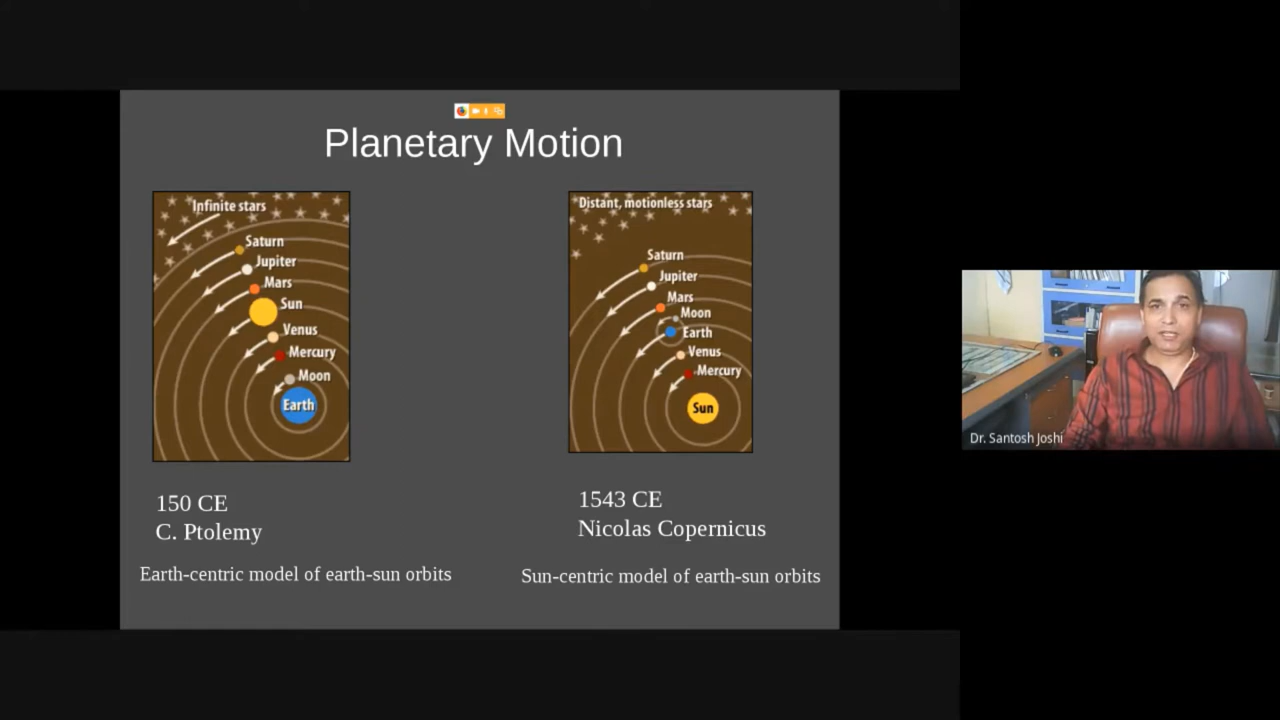 Planetary Motion
Infinite stars
Saturn
Jupiter
Mars
Sun
Venus
Mercury
Moon
Earth
150 CE
C. Ptolemy
Earth-centric model of earth-sun orbits
Distant, motionless stars
Saturn
Jupiter
Mars
Moon
Earth
Venus
Mercury
Sun
1543 CE
Nicolas Copernicus
Sun-centric model of earth-sun orbits
Dr. Santosh Joshi